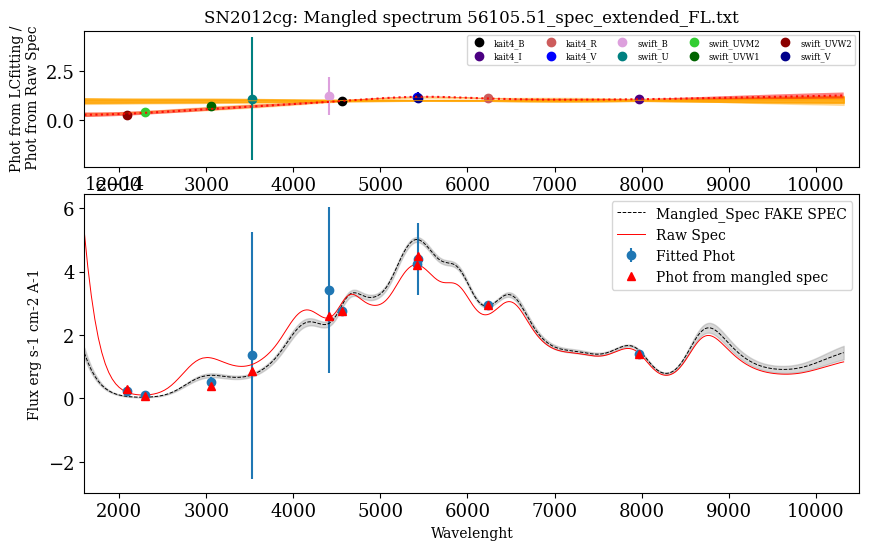 SN2012cg: Mangled spectrum 56105.51_spec_extended_FL.txt
Phot from LCfitting /
Phot from Raw Spec
2.5
0.0
kait4_B kait4_R swift_B swift_UVM2 swift_UVW2
kait4_I kait4_V swift_U swift_UVW1 swift_V
2000 3000 4000 5000 6000 7000 8000 9000 10000
1e−14
Flux erg s-1 cm-2 A-1
6
4
2
0
−2
Mangled_Spec FAKE SPEC
Raw Spec
Fitted Phot
Phot from mangled spec
2000 3000 4000 5000 6000 7000 8000 9000 10000
Wavelenght